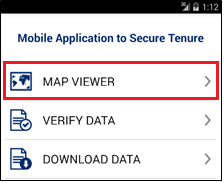 1:12
Mobile Application to Secure Tenure
MAP VIEWER
VERIFY DATA
DOWNLOAD DATA